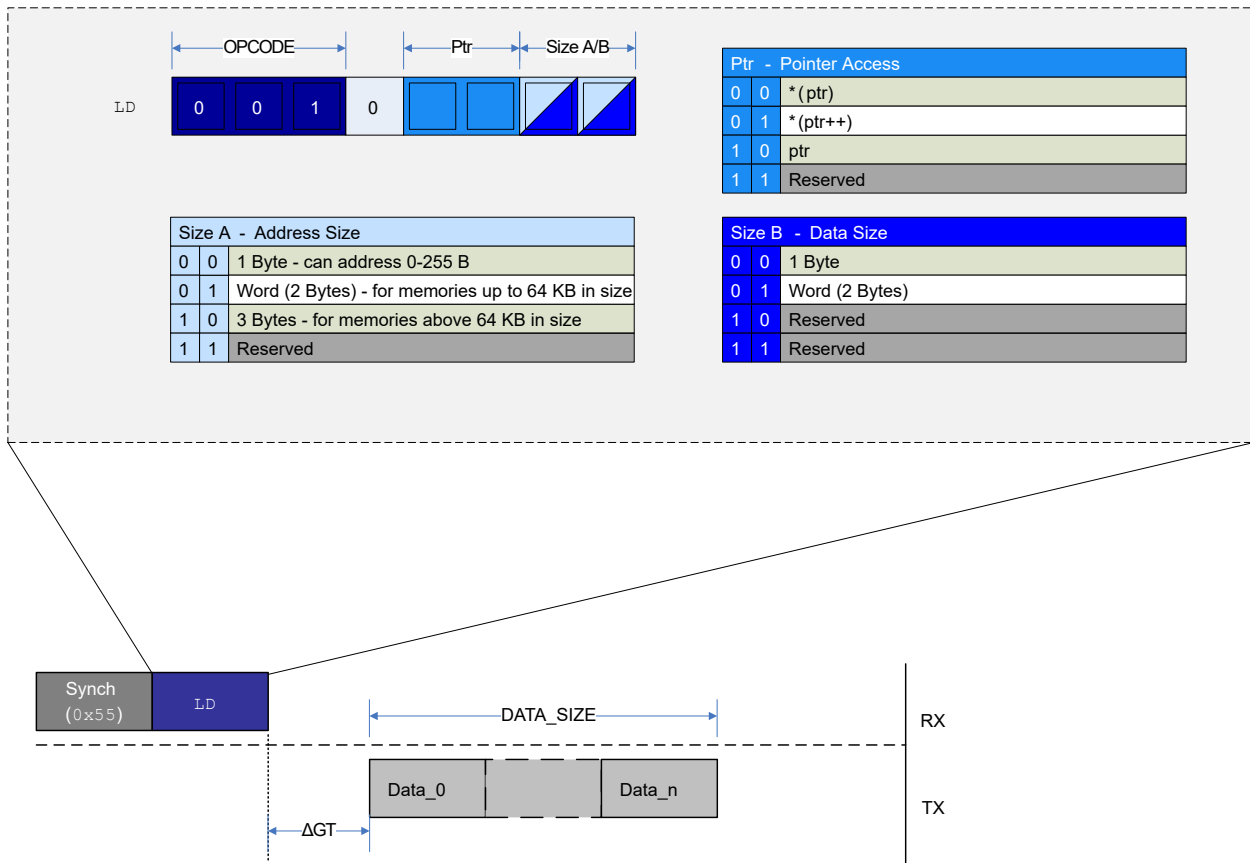 OPCODE Ptr Size A/B
LD 0 0 1 0
Ptr - Pointer Access
0 0 *(ptr)
0 1 *(ptr++)
1 0 ptr
1 1 Reserved
Size A - Address Size
0 0 1 Byte - can address 0-255 B
0 1 Word (2 Bytes) - for memories up to 64 KB in size
1 0 3 Bytes - for memories above 64 KB in size
1 1 Reserved
Size B - Data Size
0 0 1 Byte
0 1 Word (2 Bytes)
1 0 Reserved
1 1 Reserved
Synch
(0x55)
LD
DATA_SIZE
RX
Data_0 Data_n
TX
ΔGT